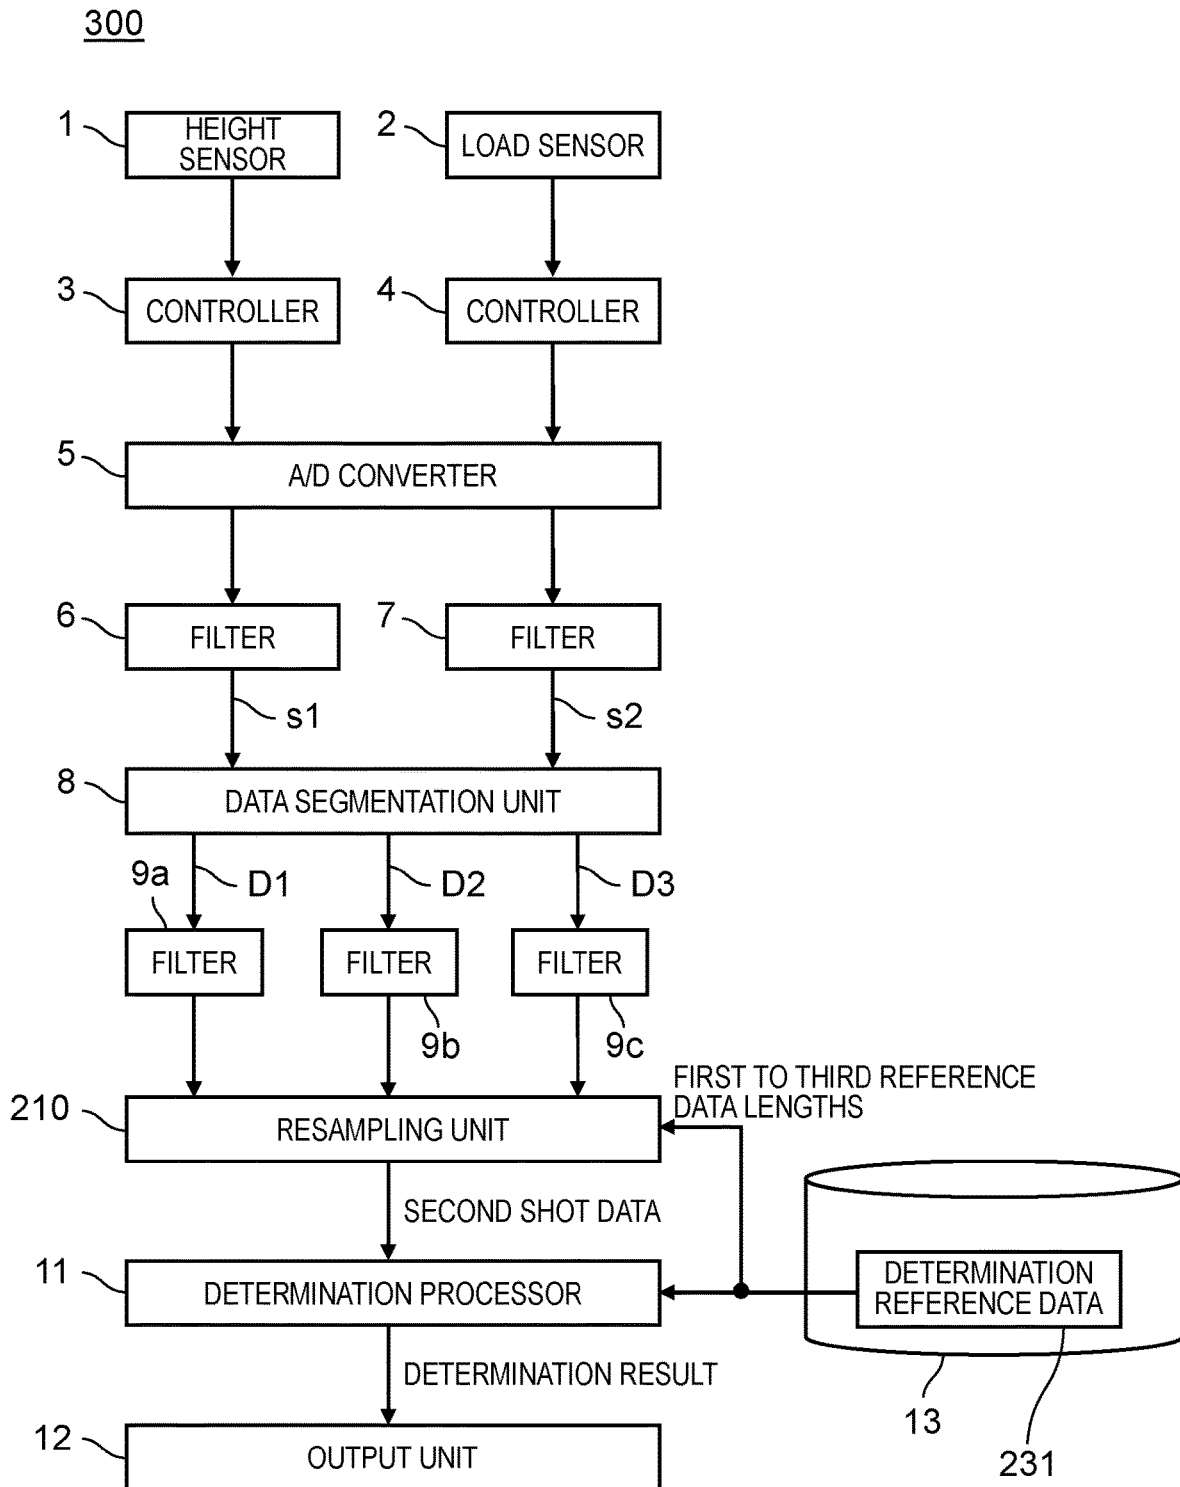 300
1
HEIGHT
SENSOR
2
LOAD SENSOR
3
CONTROLLER
4
CONTROLLER
5
A/D CONVERTER
6
FILTER
7
FILTER
s1
s2
8
DATA SEGMENTATION UNIT
9a
D1
D2
D3
FILTER
FILTER
FILTER
9b
9c
FIRST TO THIRD REFERENCE
DATA LENGTHS
210
RESAMPLING UNIT
SECOND SHOT DATA
11
DETERMINATION PROCESSOR
DETERMINATION
REFERENCE DATA
DETERMINATION RESULT
13
231
12
OUTPUT UNIT